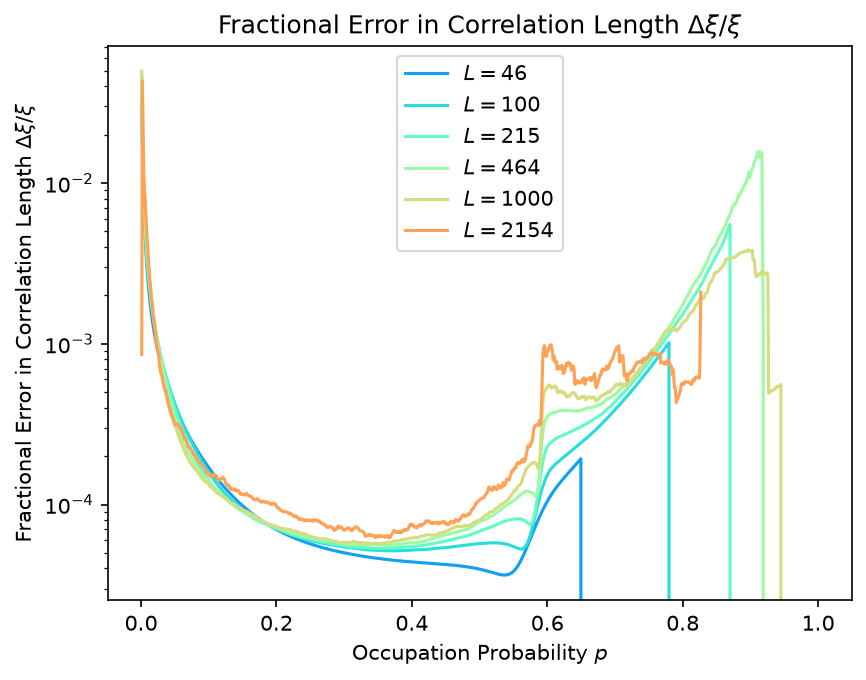 Fractional Error in Correlation Length Δξ/ξ
Fractional Error in Correlation Length Δξ/ξ
10⁻²
10⁻³
10⁻⁴
L = 46
L = 100
L = 215
L = 464
L = 1000
L = 2154
0.0 0.2 0.4 0.6 0.8 1.0
Occupation Probability p